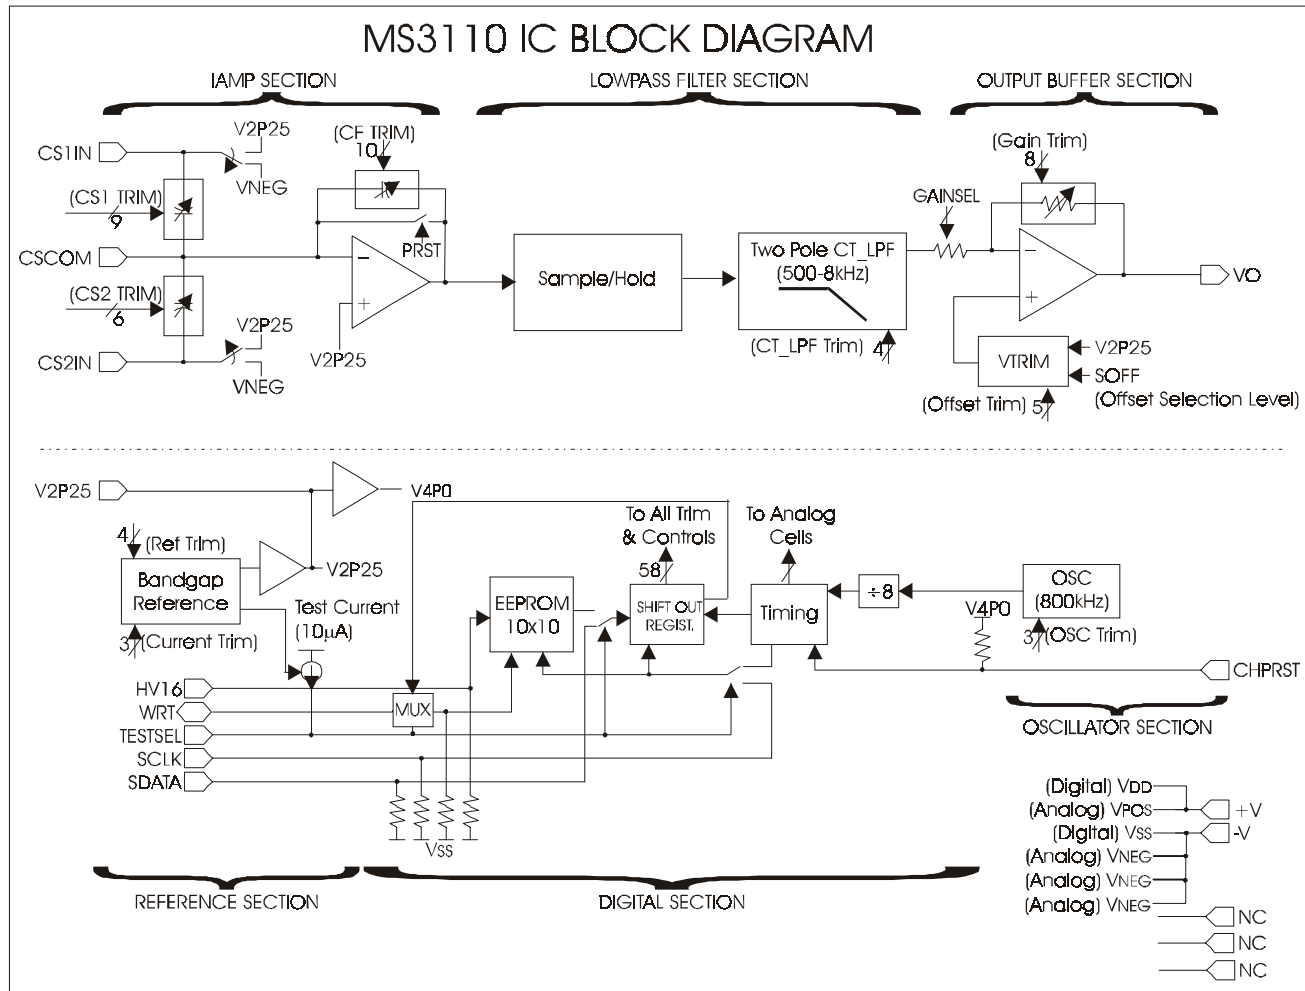 MS3110 IC BLOCK DIAGRAM
IAMP SECTION
LOWPASS FILTER SECTION
OUTPUT BUFFER SECTION
CS1IN
V2P25
VNEG
(CF TRIM)
10
(Gain Trim)
8
(CS1 TRIM)
9
PRST
GAINSEL
CSCOM
Sample/Hold
Two Pole CT_LPF
(500-8kHz)
VO
(CS2 TRIM)
6
V2P25
V2P25
(CT_LPF Trim)
4
VTRIM
V2P25
SOFF
(Offset Selection Level)
(Offset Trim)
5
CS2IN
VNEG
V2P25
V4P0
4
(Ref Trim)
V2P25
Bandgap
Reference
3
(Current Trim)
Test Current
(10µA)
To All Trim
& Controls
58
To Analog
Cells
EEPROM
10x10
SHIFT OUT
REGIST.
Timing
÷8
OSC
(800kHz)
V4P0
3
(OSC Trim)
CHPRST
HV16
WRT
MUX
TESTSEL
SCLK
SDATA
VSS
OSCILLATOR SECTION
(Digital) VDD
(Analog) VPOS
+V
(Digital) VSS
-V
(Analog) VNEG
(Analog) VNEG
(Analog) VNEG
NC
NC
NC
REFERENCE SECTION
DIGITAL SECTION